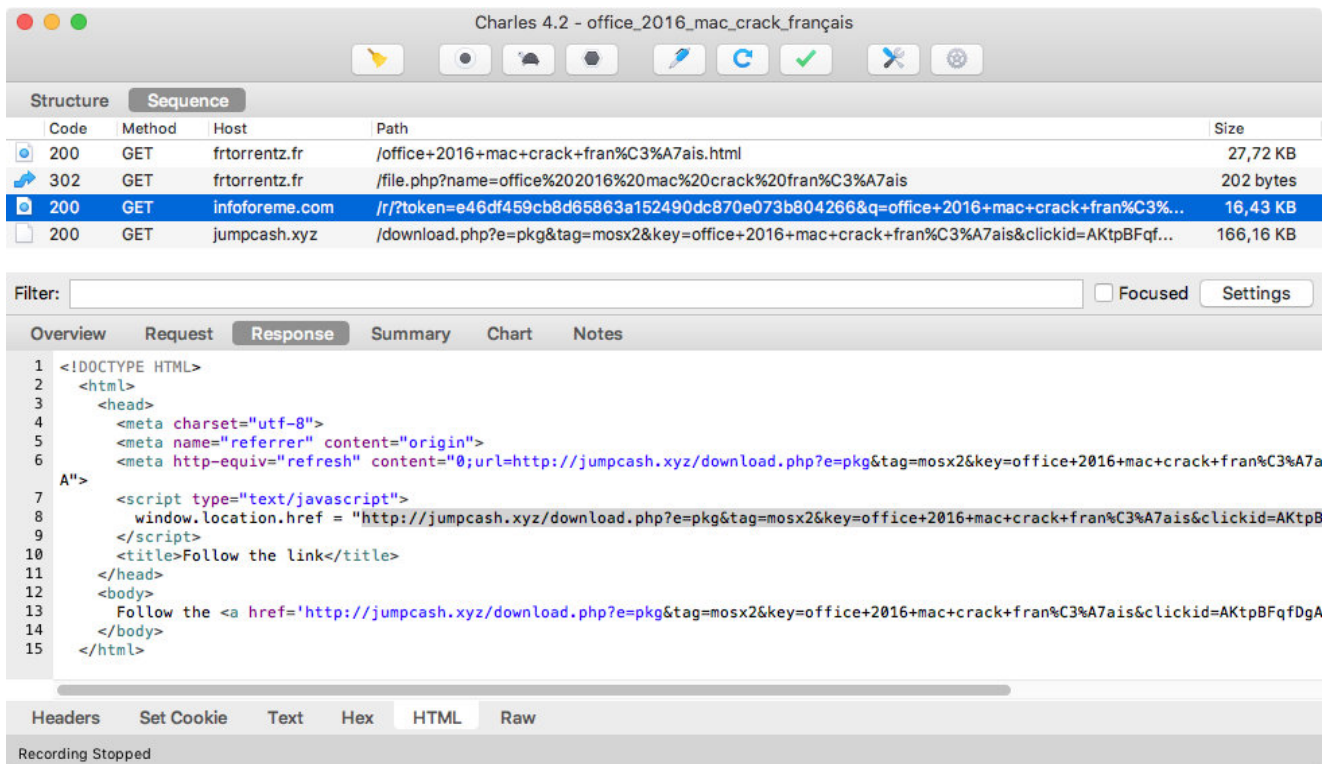 Charles 4.2 - office_2016_mac_crack_français
Structure Sequence
Code Method Host Path Size
200 GET frtorrentz.fr /office+2016+mac+crack+fran%C3%A7ais.html 27,72 KB
302 GET frtorrentz.fr /file.php?name=office%202016%20mac%20crack%20fran%C3%A7ais 202 bytes
200 GET infoforeme.com /r/?token=e46df459cb8d65863a152490dc870e073b804266&q=office+2016+mac+crack+fran%C3%... 16,43 KB
200 GET jumpcash.xyz /download.php?e=pkg&tag=mosx2&key=office+2016+mac+crack+fran%C3%A7ais&clickid=AKtpBFqf... 166,16 KB
Filter: Focused Settings
Overview Request Response Summary Chart Notes
1 <!DOCTYPE HTML>
2 <html>
3 <head>
4 <meta charset="utf-8">
5 <meta name="referrer" content="origin">
6 <meta http-equiv="refresh" content="0;url=http://jumpcash.xyz/download.php?e=pkg&tag=mosx2&key=office+2016+mac+crack+fran%C3%A7a
A">
7 <script type="text/javascript">
8 window.location.href = "http://jumpcash.xyz/download.php?e=pkg&tag=mosx2&key=office+2016+mac+crack+fran%C3%A7ais&clickid=AKtpB
9 </script>
10 <title>Follow the link</title>
11 </head>
12 <body>
13 Follow the <a href='http://jumpcash.xyz/download.php?e=pkg&tag=mosx2&key=office+2016+mac+crack+fran%C3%A7ais&clickid=AKtpBFqfDgA
14 </body>
15 </html>
Headers Set Cookie Text Hex HTML Raw
Recording Stopped